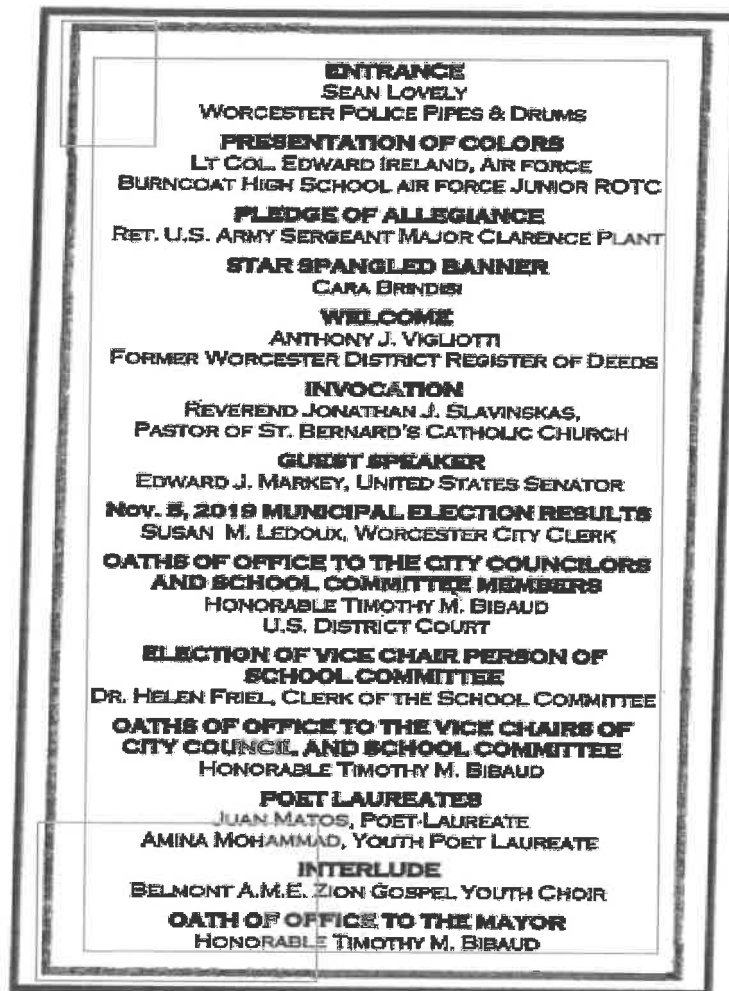 ENTRANCE
SEAN LOVELY
WORCESTER POLICE PIPES & DRUMS
PRESENTATION OF COLORS
LT COL. EDWARD IRELAND, AIR FORCE
BURNCOAT HIGH SCHOOL AIR FORCE JUNIOR ROTC
PLEDGE OF ALLEGIANCE
RET. U.S. ARMY SERGEANT MAJOR CLARENCE PLANT
STAR SPANGLED BANNER
CARA BRINDISI
WELCOME
ANTHONY J. VIGLIOTTI
FORMER WORCESTER DISTRICT REGISTER OF DEEDS
INVOCATION
REVEREND JONATHAN J. SLAVINSKAS,
PASTOR OF ST. BERNARD'S CATHOLIC CHURCH
GUEST SPEAKER
EDWARD J. MARKEY, UNITED STATES SENATOR
NOV. 5, 2019 MUNICIPAL ELECTION RESULTS
SUSAN M. LEDOUX, WORCESTER CITY CLERK
OATHS OF OFFICE TO THE CITY COUNCILORS
AND SCHOOL COMMITTEE MEMBERS
HONORABLE TIMOTHY M. BIBAUD
U.S. DISTRICT COURT
ELECTION OF VICE CHAIR PERSON OF
SCHOOL COMMITTEE
DR. HELEN FRIEL, CLERK OF THE SCHOOL COMMITTEE
OATHS OF OFFICE TO THE VICE CHAIRS OF
CITY COUNCIL AND SCHOOL COMMITTEE
HONORABLE TIMOTHY M. BIBAUD
POET LAUREATES
JUAN MATOS, POET LAUREATE
AMINA MOHAMMAD, YOUTH POET LAUREATE
INTERLUDE
BELMONT A.M.E. ZION GOSPEL YOUTH CHOIR
OATH OF OFFICE TO THE MAYOR
HONORABLE TIMOTHY M. BIBAUD